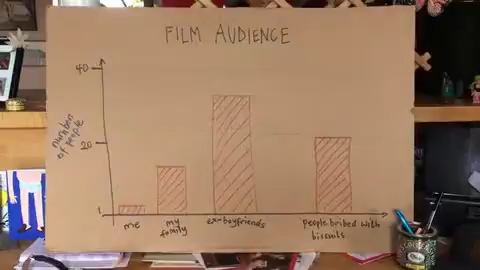 FILM AUDIENCE
40
number
of people
20
1
me
my
family
ex-boyfriends
people bribed with
biscuits